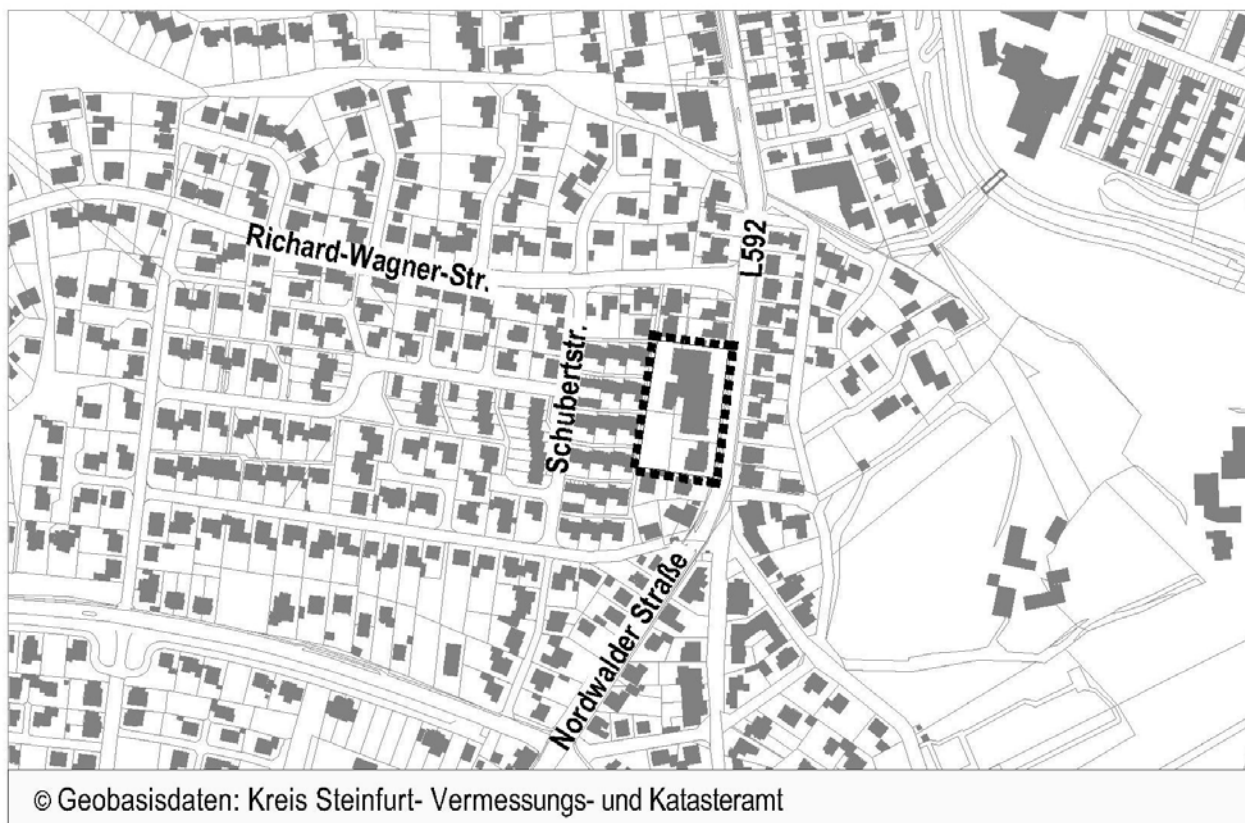 L592
Richard-Wagner-Str.
Schubertstr.
Nordwalder Straße
© Geobasisdaten: Kreis Steinfurt- Vermessungs- und Katasteramt